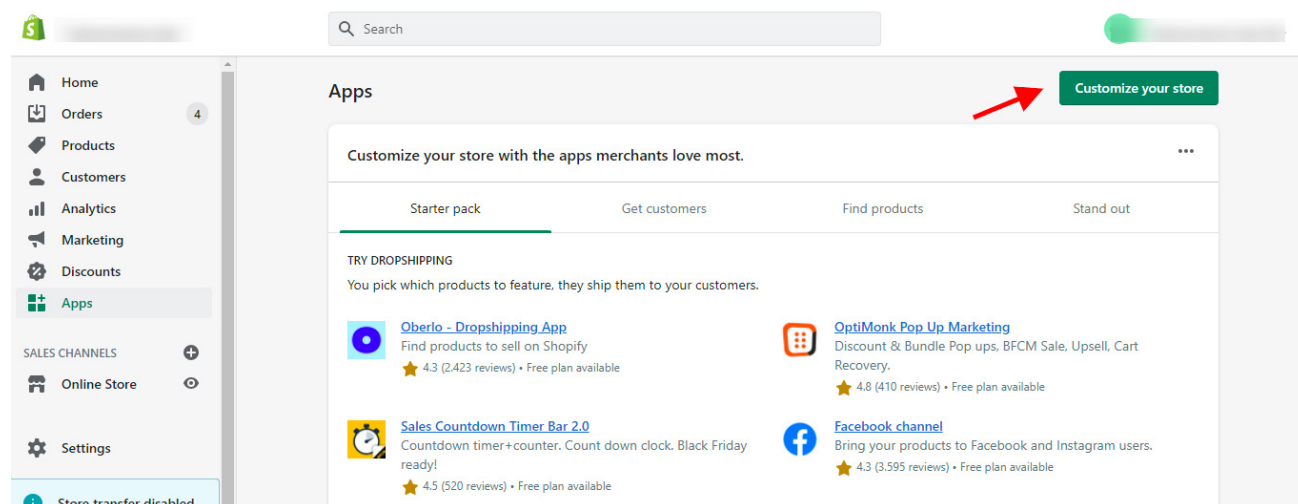 Search
Home
Orders 4
Products
Customers
Analytics
Marketing
Discounts
Apps
SALES CHANNELS
Online Store
Settings
Store transfer disabled
Apps
Customize your store
Customize your store with the apps merchants love most.
Starter pack Get customers Find products Stand out
TRY DROPSHIPPING
You pick which products to feature, they ship them to your customers.
Oberlo - Dropshipping App
Find products to sell on Shopify
4.3 (2.423 reviews) • Free plan available
OptiMonk Pop Up Marketing
Discount & Bundle Pop ups, BFCM Sale, Upsell, Cart
Recovery.
4.8 (410 reviews) • Free plan available
Sales Countdown Timer Bar 2.0
Countdown timer+counter. Count down clock. Black Friday
ready!
4.5 (520 reviews) • Free plan available
Facebook channel
Bring your products to Facebook and Instagram users.
4.3 (3.595 reviews) • Free plan available